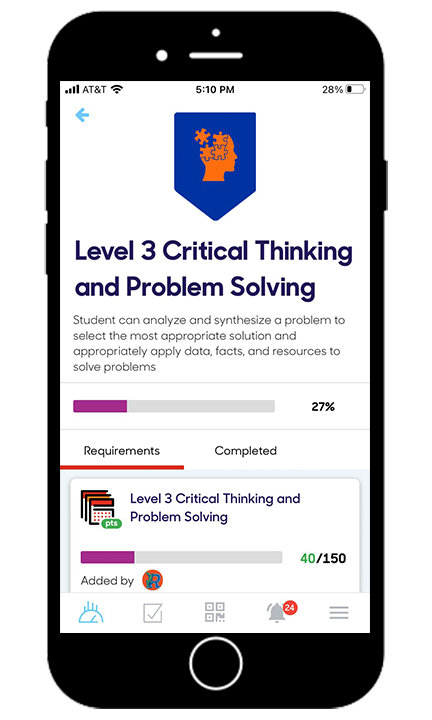 AT&T 5:10 PM 28%
Level 3 Critical Thinking
and Problem Solving
Student can analyze and synthesize a problem to
select the most appropriate solution and
appropriately apply data, facts, and resources to
solve problems
27%
Requirements Completed
Level 3 Critical Thinking and
Problem Solving
pts
40/150
Added by
24